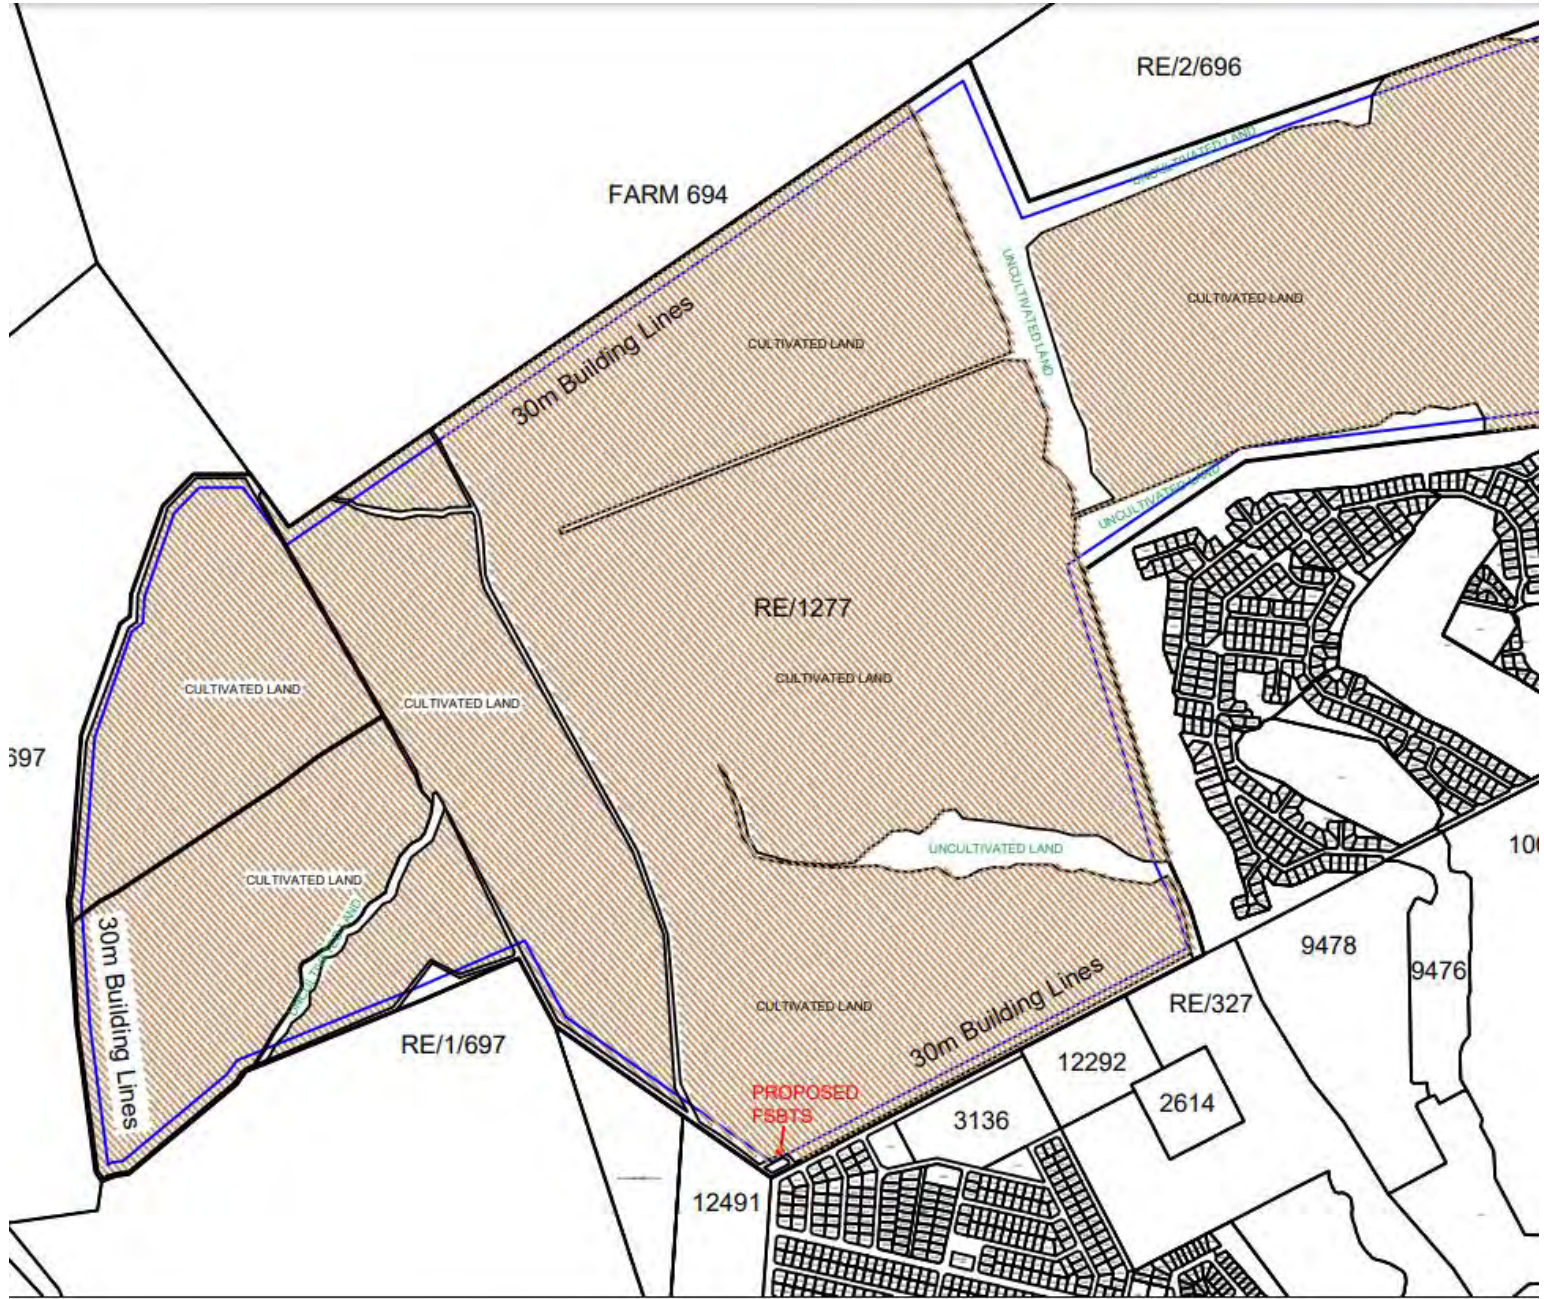 RE/2/696
UNCULTIVATED LAND
FARM 694
UNCULTIVATED LAND
CULTIVATED LAND
30m Building Lines
CULTIVATED LAND
UNCULTIVATED LAND
RE/1277
CULTIVATED LAND
CULTIVATED LAND
CULTIVATED LAND
697
UNCULTIVATED LAND
CULTIVATED LAND
30m Building Lines
9478
9476
CULTIVATED LAND
30m Building Lines
RE/327
RE/1/697
12292
PROPOSED
FSBTS
2614
3136
12491